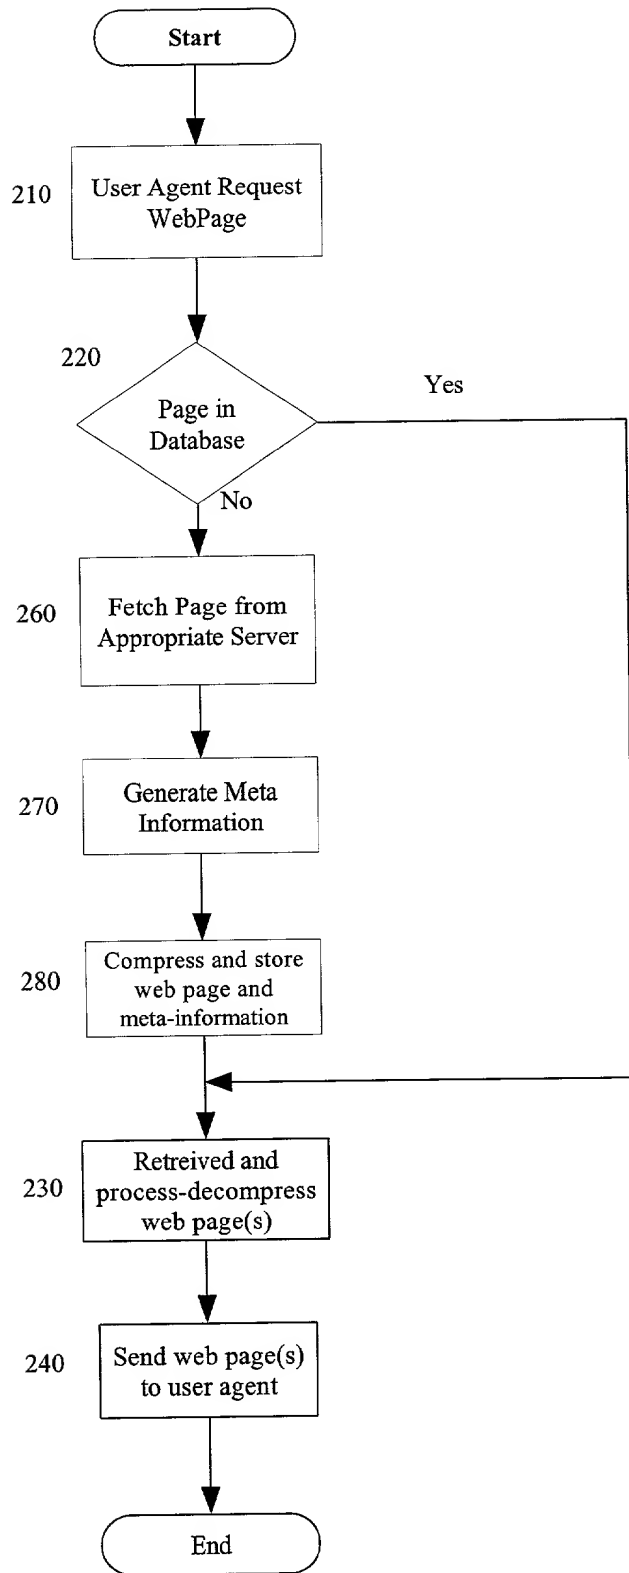 Start
210
User Agent Request
WebPage
220
Yes
Page in
Database
No
260
Fetch Page from
Appropriate Server
270
Generate Meta
Information
280
Compress and store
web page and
meta-information
230
Retreived and
process-decompress
web page(s)
240
Send web page(s)
to user agent
End